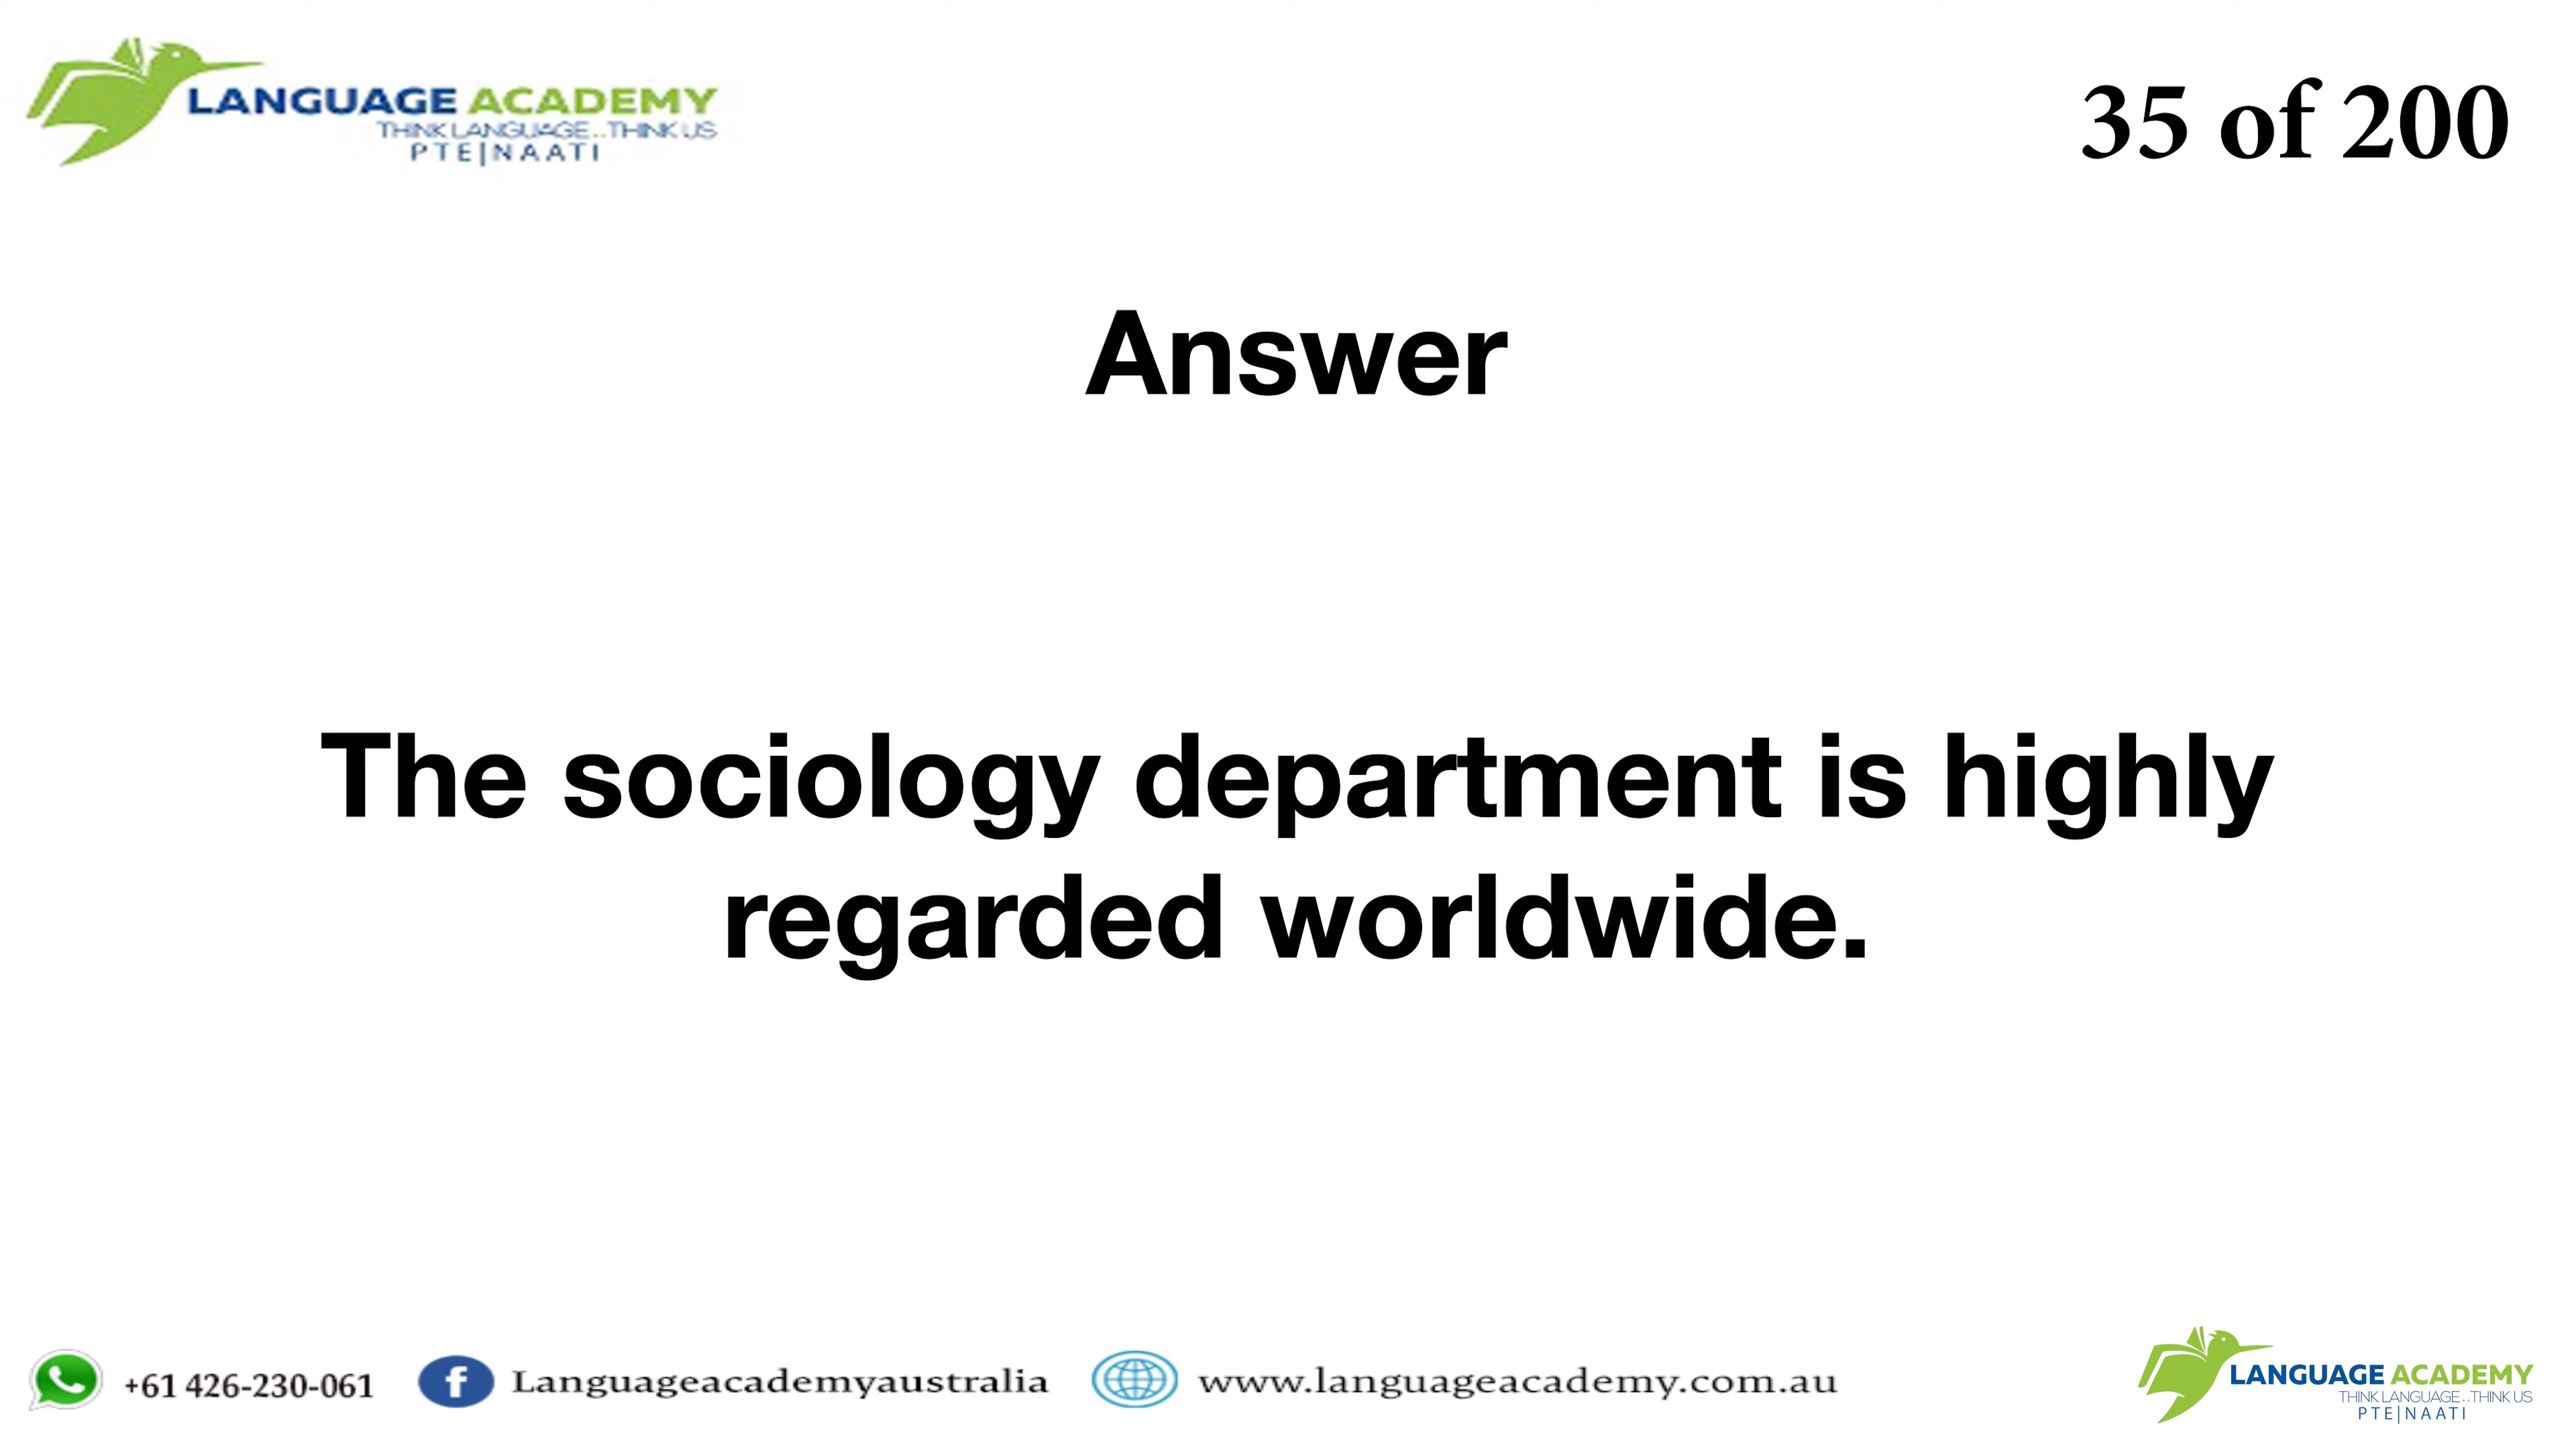 LANGUAGE ACADEMY
THINK LANGUAGE..THINK US
PTE|NAATI
35 of 200
Answer
The sociology department is highly
regarded worldwide.
+61 426-230-061
Languageacademyaustralia
www.languageacademy.com.au
LANGUAGE ACADEMY
THINK LANGUAGE..THINK US
PTE|NAATI